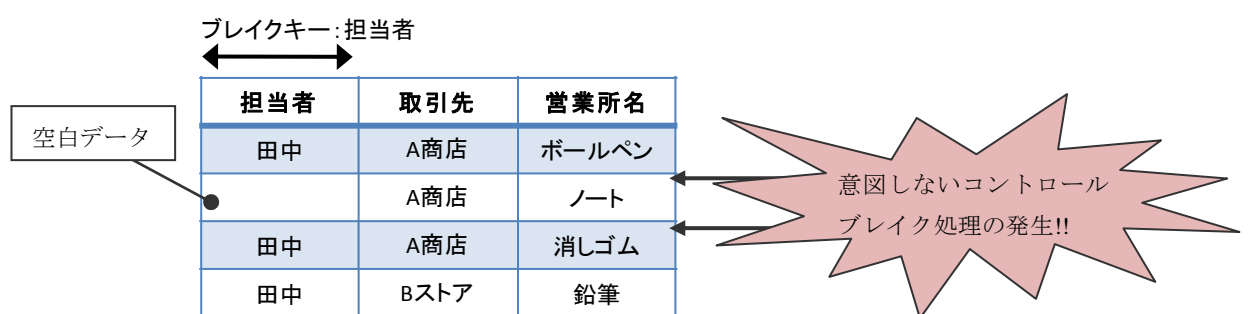 ブレイクキー：担当者
担当者 取引先 営業所名
空白データ
田中 A商店 ボールペン
A商店 ノート
田中 A商店 消しゴム
田中 Bストア 鉛筆
意図しないコントロール
ブレイク処理の発生!!